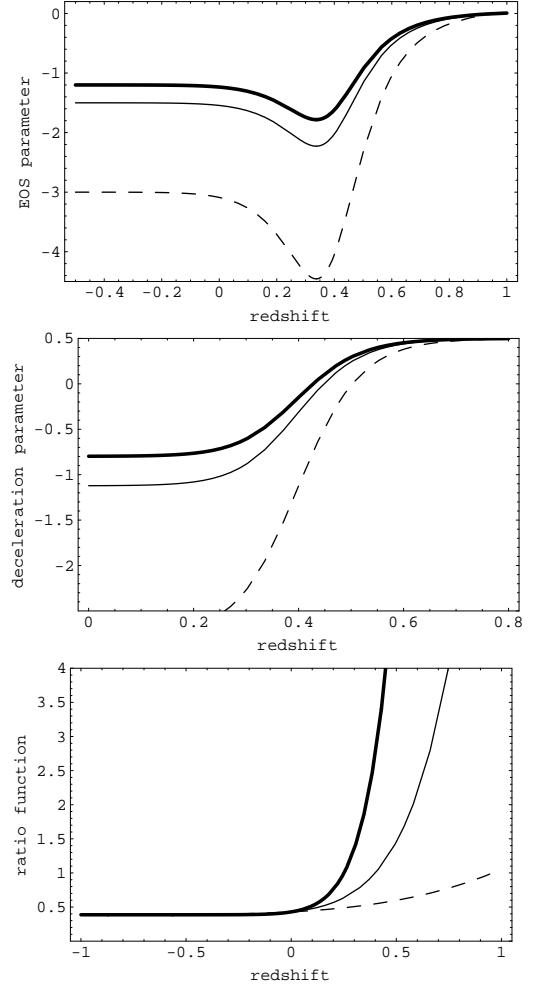 0
-1
-2
-3
-4
EOS parameter
-0.4 -0.2 0 0.2 0.4 0.6 0.8 1
redshift
0.5
0
-0.5
-1
-1.5
-2
deceleration parameter
0 0.2 0.4 0.6 0.8
redshift
4
3.5
3
2.5
2
1.5
1
0.5
ratio function
-1 -0.5 0 0.5 1
redshift